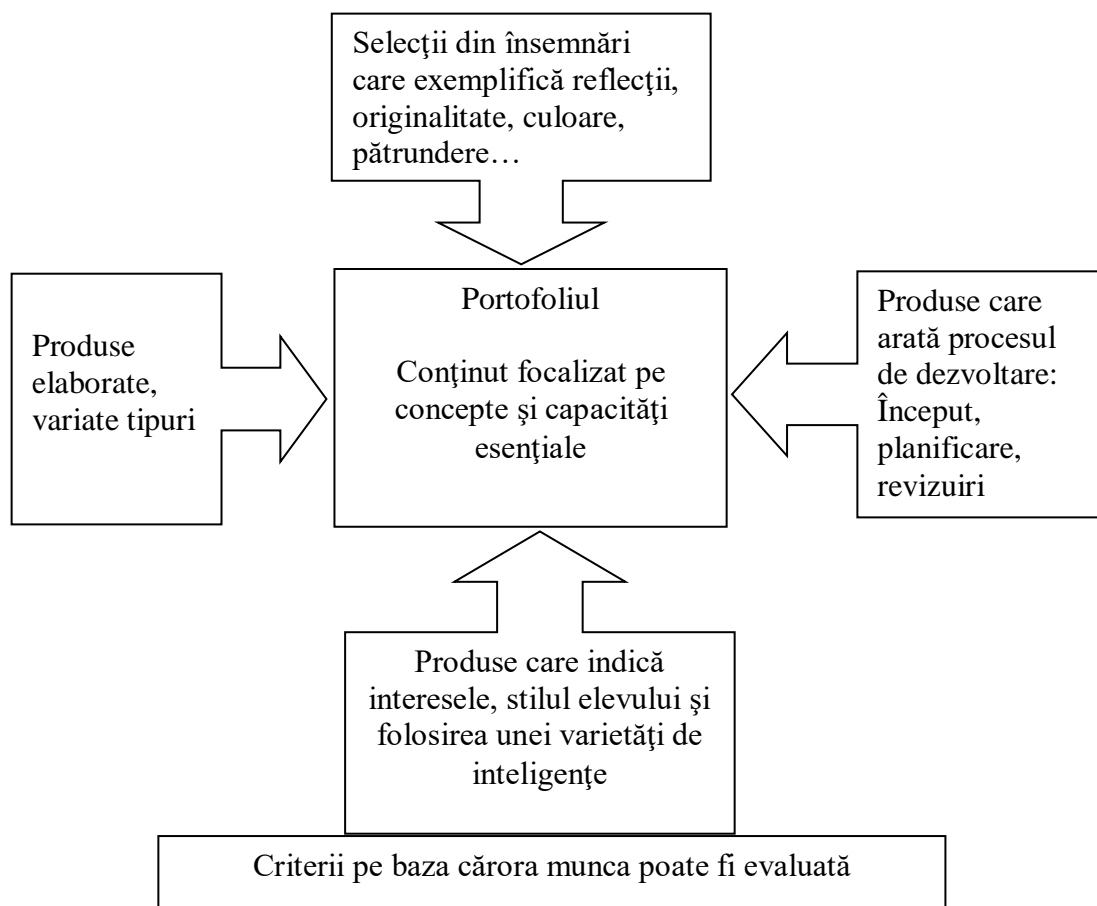 Selecţii din însemnări
care exemplifică reflecţii,
originalitate, culoare,
pătrundere…
Produse
elaborate,
variate tipuri
Portofoliul
Conţinut focalizat pe
concepte şi capacităţi
esenţiale
Produse care
arată procesul
de dezvoltare:
Început,
planificare,
revizuiri
Produse care indică
interesele, stilul elevului şi
folosirea unei varietăţi de
inteligenţe
Criterii pe baza cărora munca poate fi evaluată